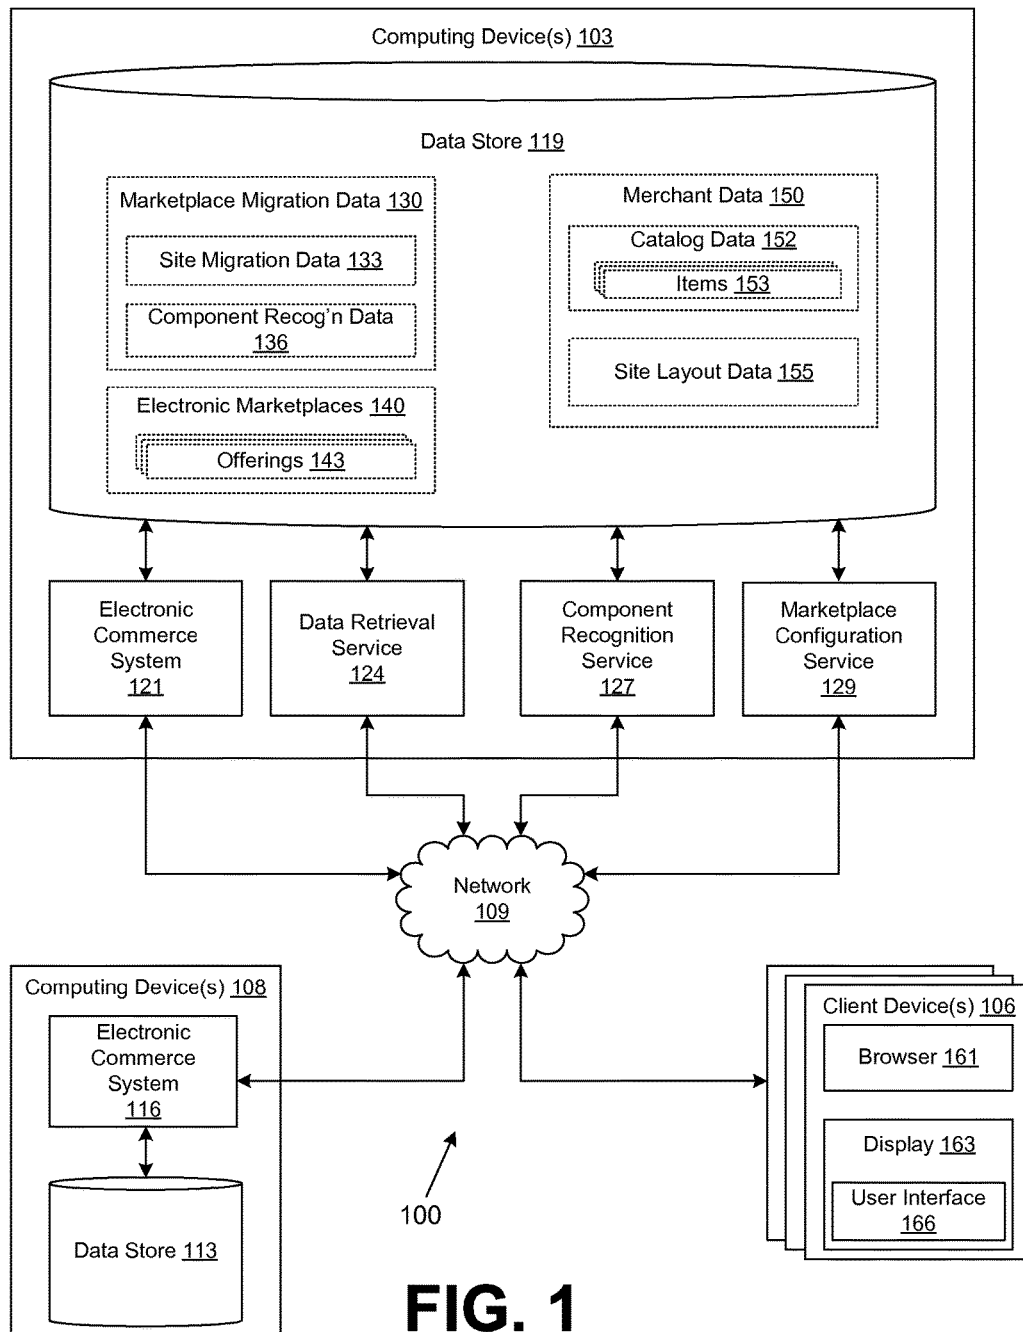 Computing Device(s) 103
Data Store 119
Marketplace Migration Data 130
Site Migration Data 133
Component Recog'n Data
136
Electronic Marketplaces 140
Offerings 143
Merchant Data 150
Catalog Data 152
Items 153
Site Layout Data 155
Electronic
Commerce
System
121
Data Retrieval
Service
124
Component
Recognition
Service
127
Marketplace
Configuration
Service
129
Network
109
Computing Device(s) 108
Electronic
Commerce
System
116
Data Store 113
100
Client Device(s) 106
Browser 161
Display 163
User Interface
166
FIG. 1